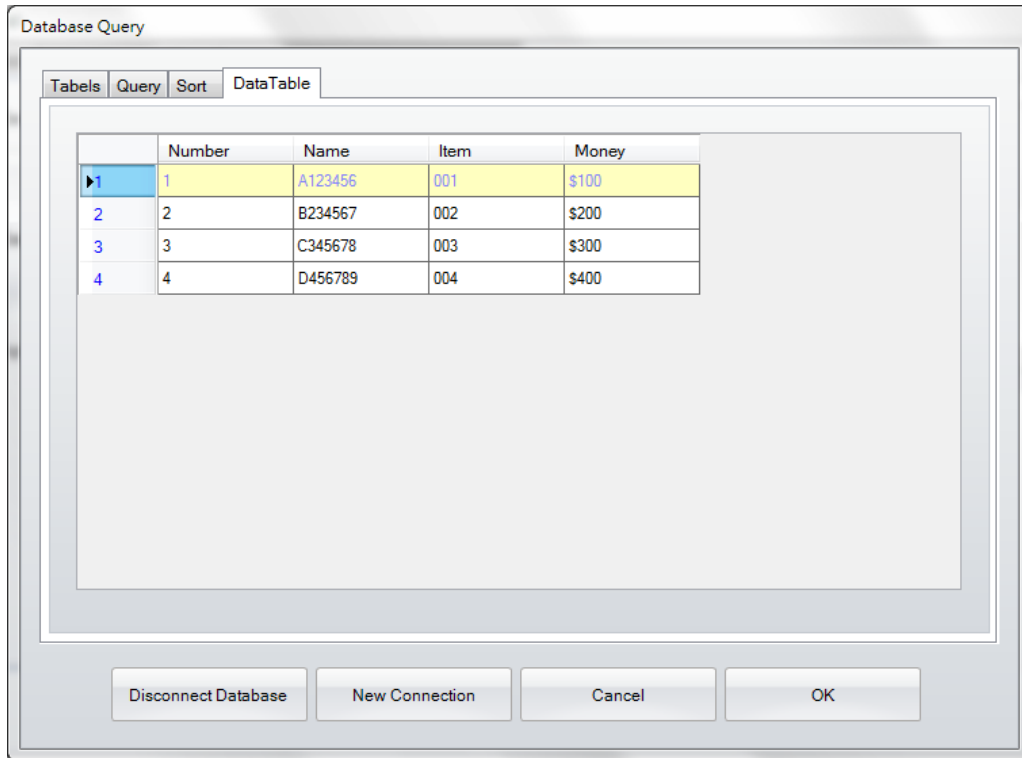 Database Query
Tabels Query Sort DataTable
Number Name Item Money
1 1 A123456 001 $100
2 2 B234567 002 $200
3 3 C345678 003 $300
4 4 D456789 004 $400
Disconnect Database New Connection Cancel OK